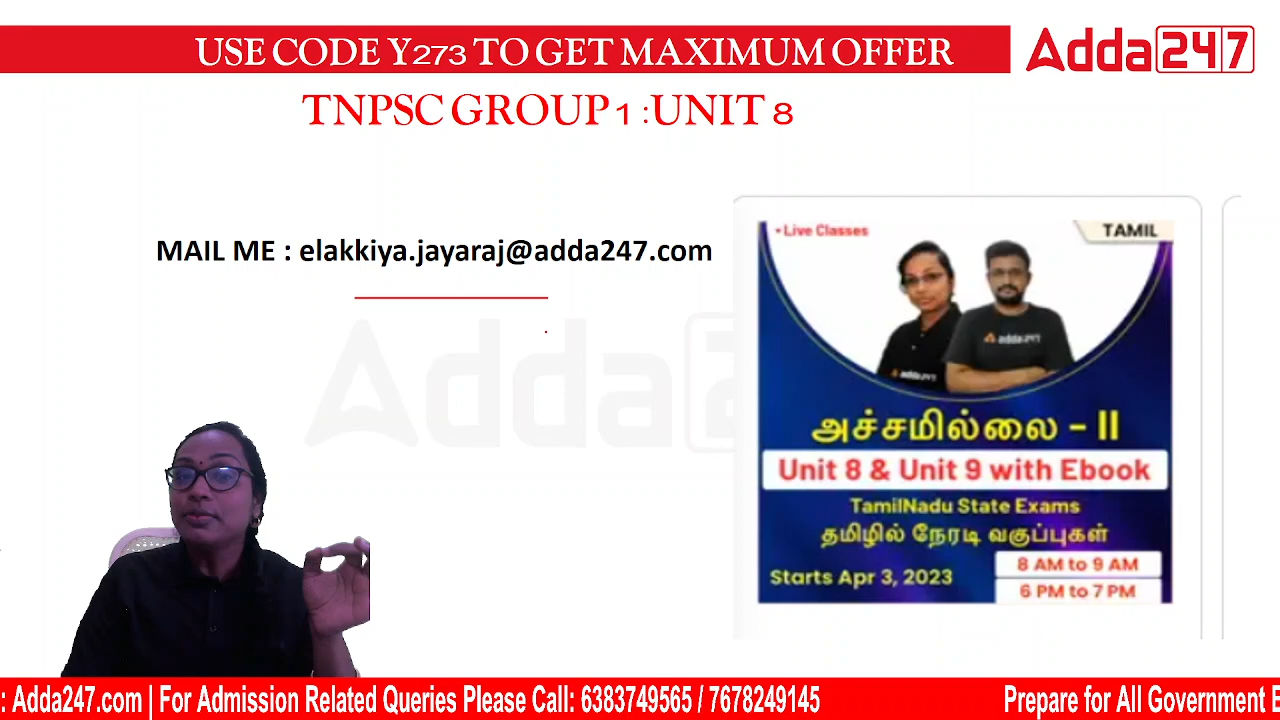 USE CODE Y273 TO GET MAXIMUM OFFER
Adda247
TNPSC GROUP 1 :UNIT 8
MAIL ME : elakkiya.jayaraj@adda247.com
• Live Classes
TAMIL
adda247
adda247
Adda2
அச்சமில்லை - II
Unit 8 & Unit 9 with Ebook
TamilNadu State Exams
தமிழில் நேரடி வகுப்புகள்
Starts Apr 3, 2023
8 AM to 9 AM
6 PM to 7 PM
: Adda247.com | For Admission Related Queries Please Call: 6383749565 / 7678249145
Prepare for All Government E